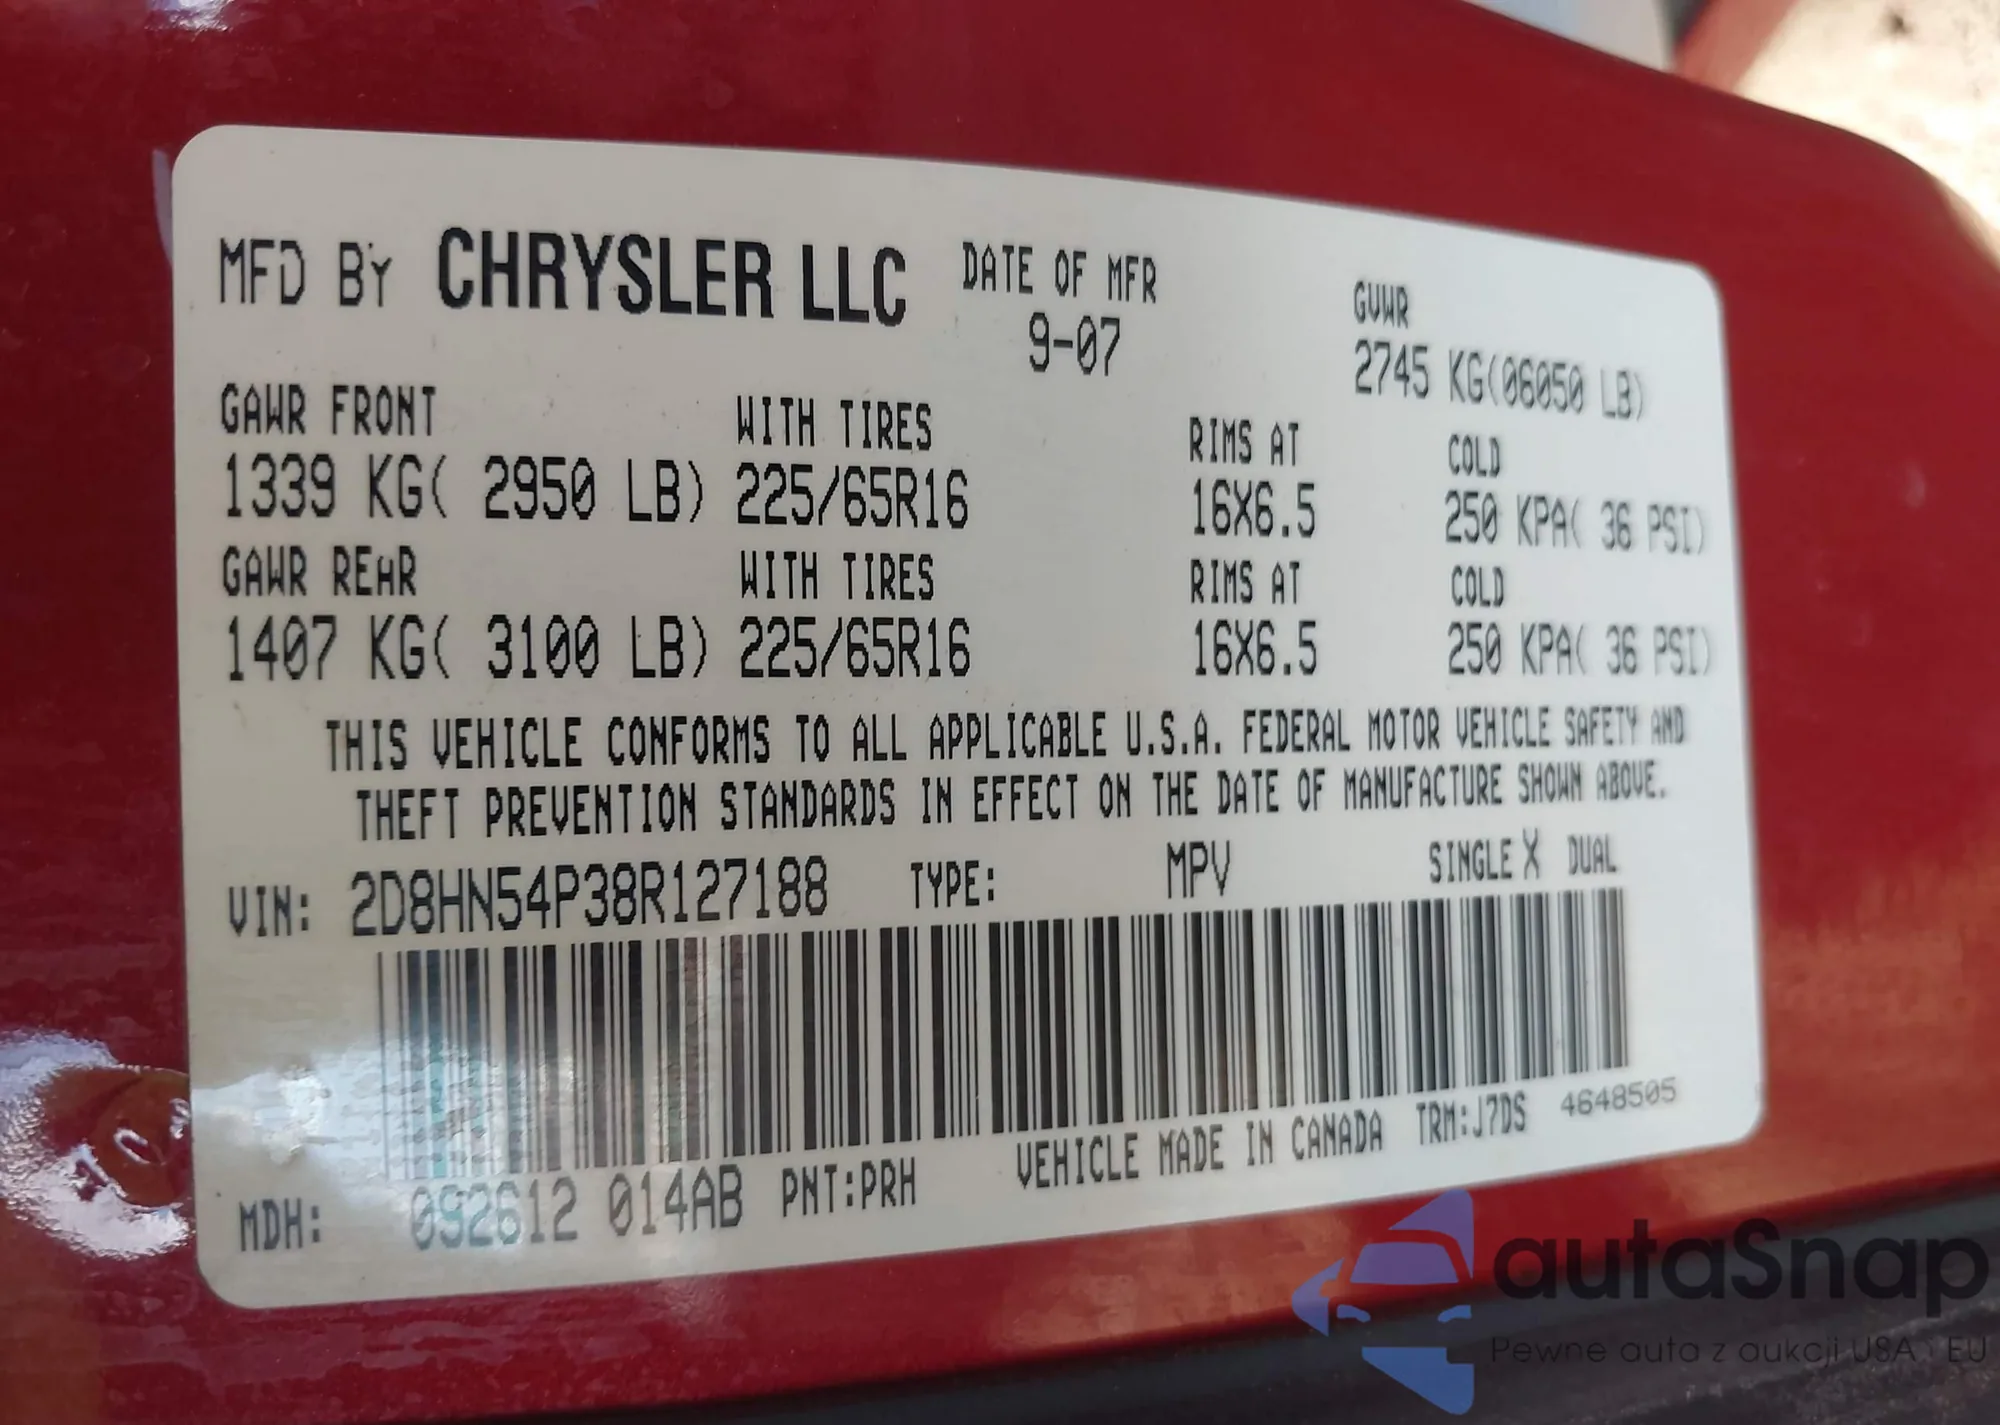 MFD BY CHRYSLER LLC DATE OF MFR GVWR
9-07 2745 KG(06050 LB)
GAWR FRONT WITH TIRES RIMS AT COLD
1339 KG( 2950 LB) 225/65R16 16X6.5 250 KPA( 36 PSI)
GAWR REAR WITH TIRES RIMS AT COLD
1407 KG( 3100 LB) 225/65R16 16X6.5 250 KPA( 36 PSI)
THIS VEHICLE CONFORMS TO ALL APPLICABLE U.S.A. FEDERAL MOTOR VEHICLE SAFETY AND
THEFT PREVENTION STANDARDS IN EFFECT ON THE DATE OF MANUFACTURE SHOWN ABOVE.
VIN: 2D8HN54P38R127188 TYPE: MPV SINGLE X DUAL
MDH: 092612 014AB PNT:PRH VEHICLE MADE IN CANADA TRM:J7DS 4648505
autaSnap
Pewne auta z aukcji USA i EU